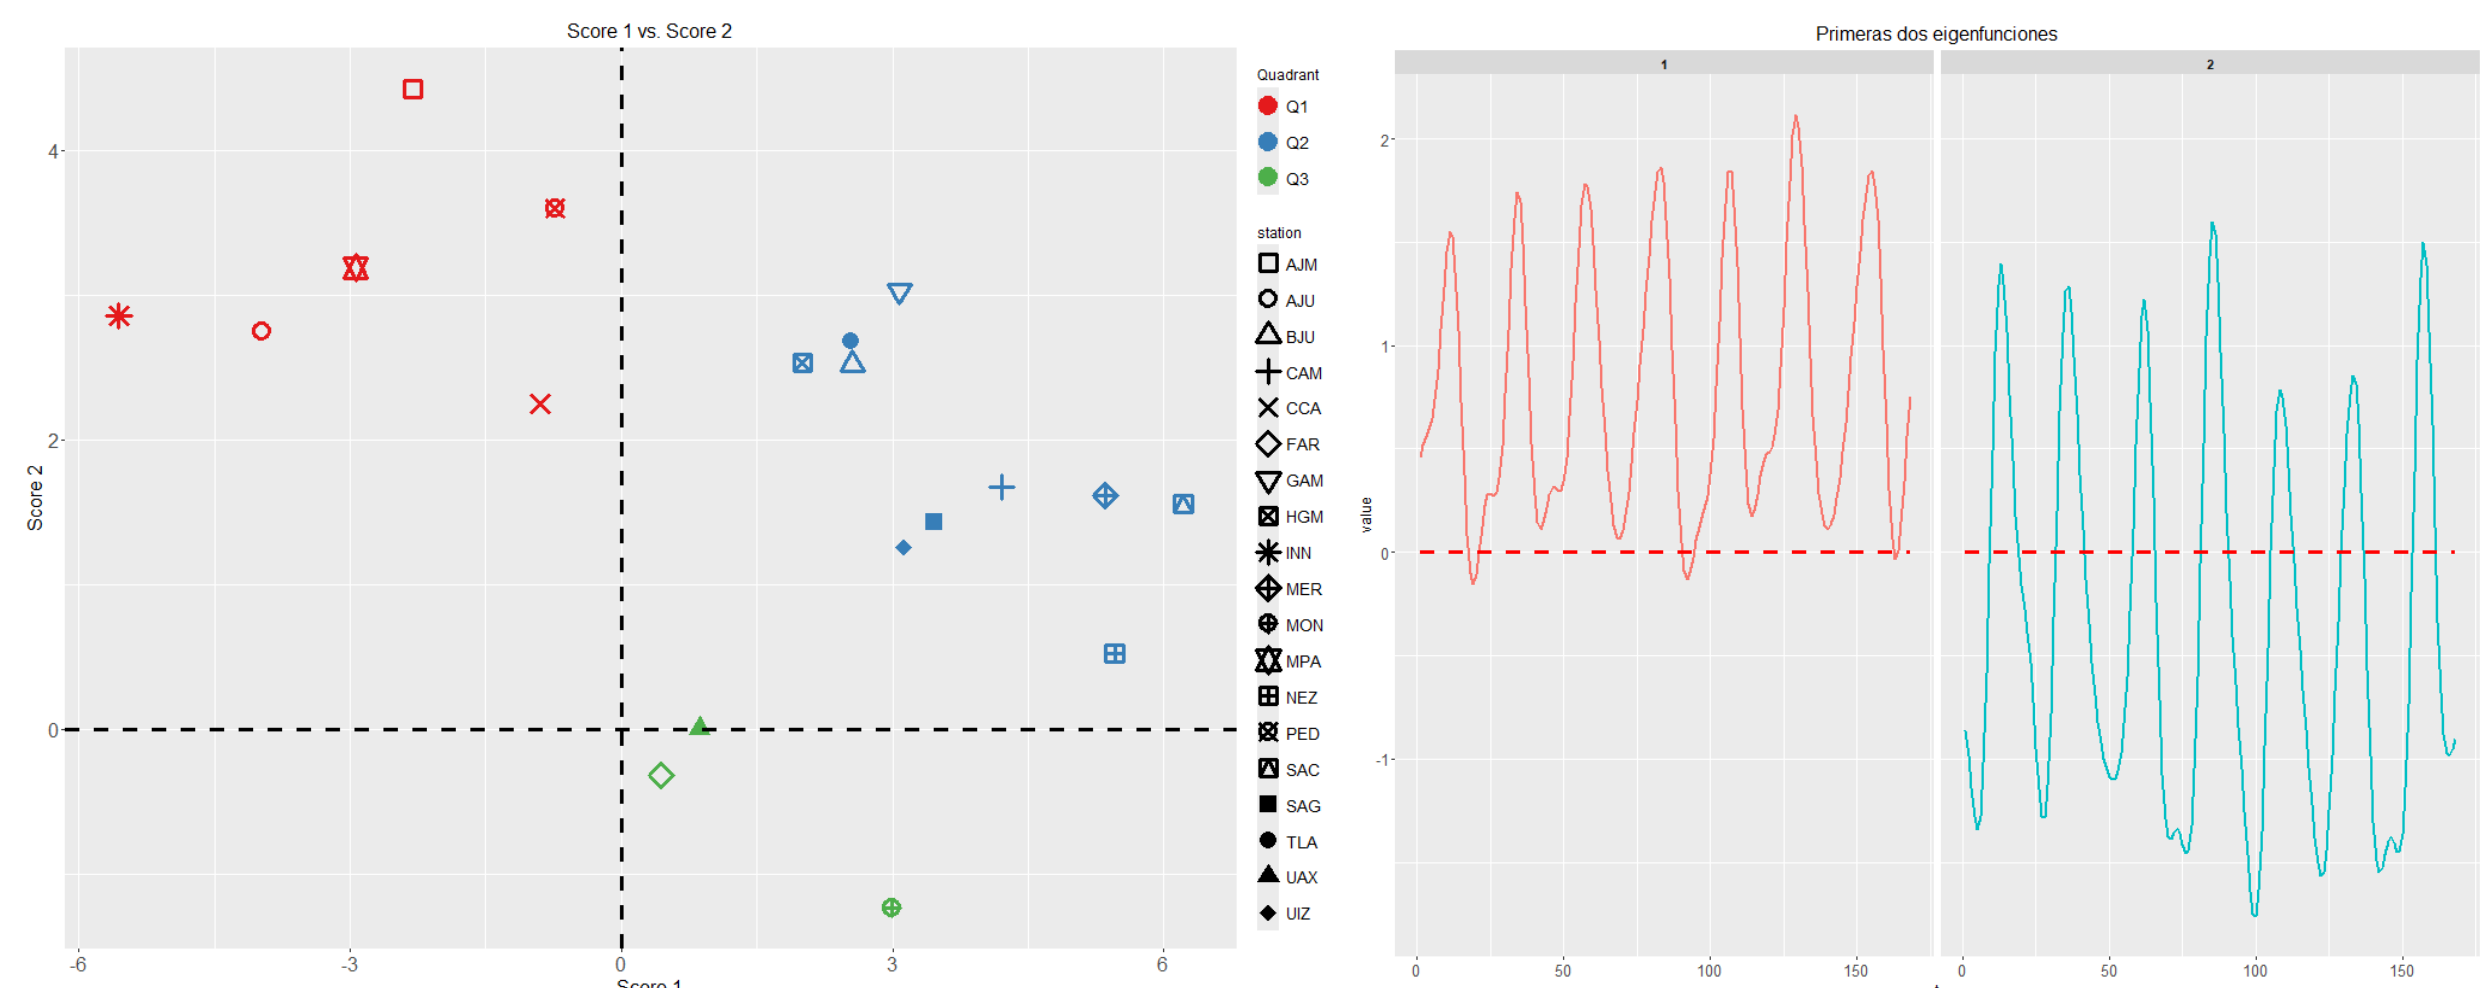 Score 1 vs. Score 2
4
2
0
Score 2
-6
-3
0
3
6
Score 1
Quadrant
Q1
Q2
Q3
station
AJM
AJU
BJU
CAM
CCA
FAR
GAM
HGM
INN
MER
MON
MPA
NEZ
PED
SAC
SAG
TLA
UAX
UIZ
Primeras dos eigenfunciones
1
2
2
1
0
-1
value
0
50
100
150
0
50
100
150